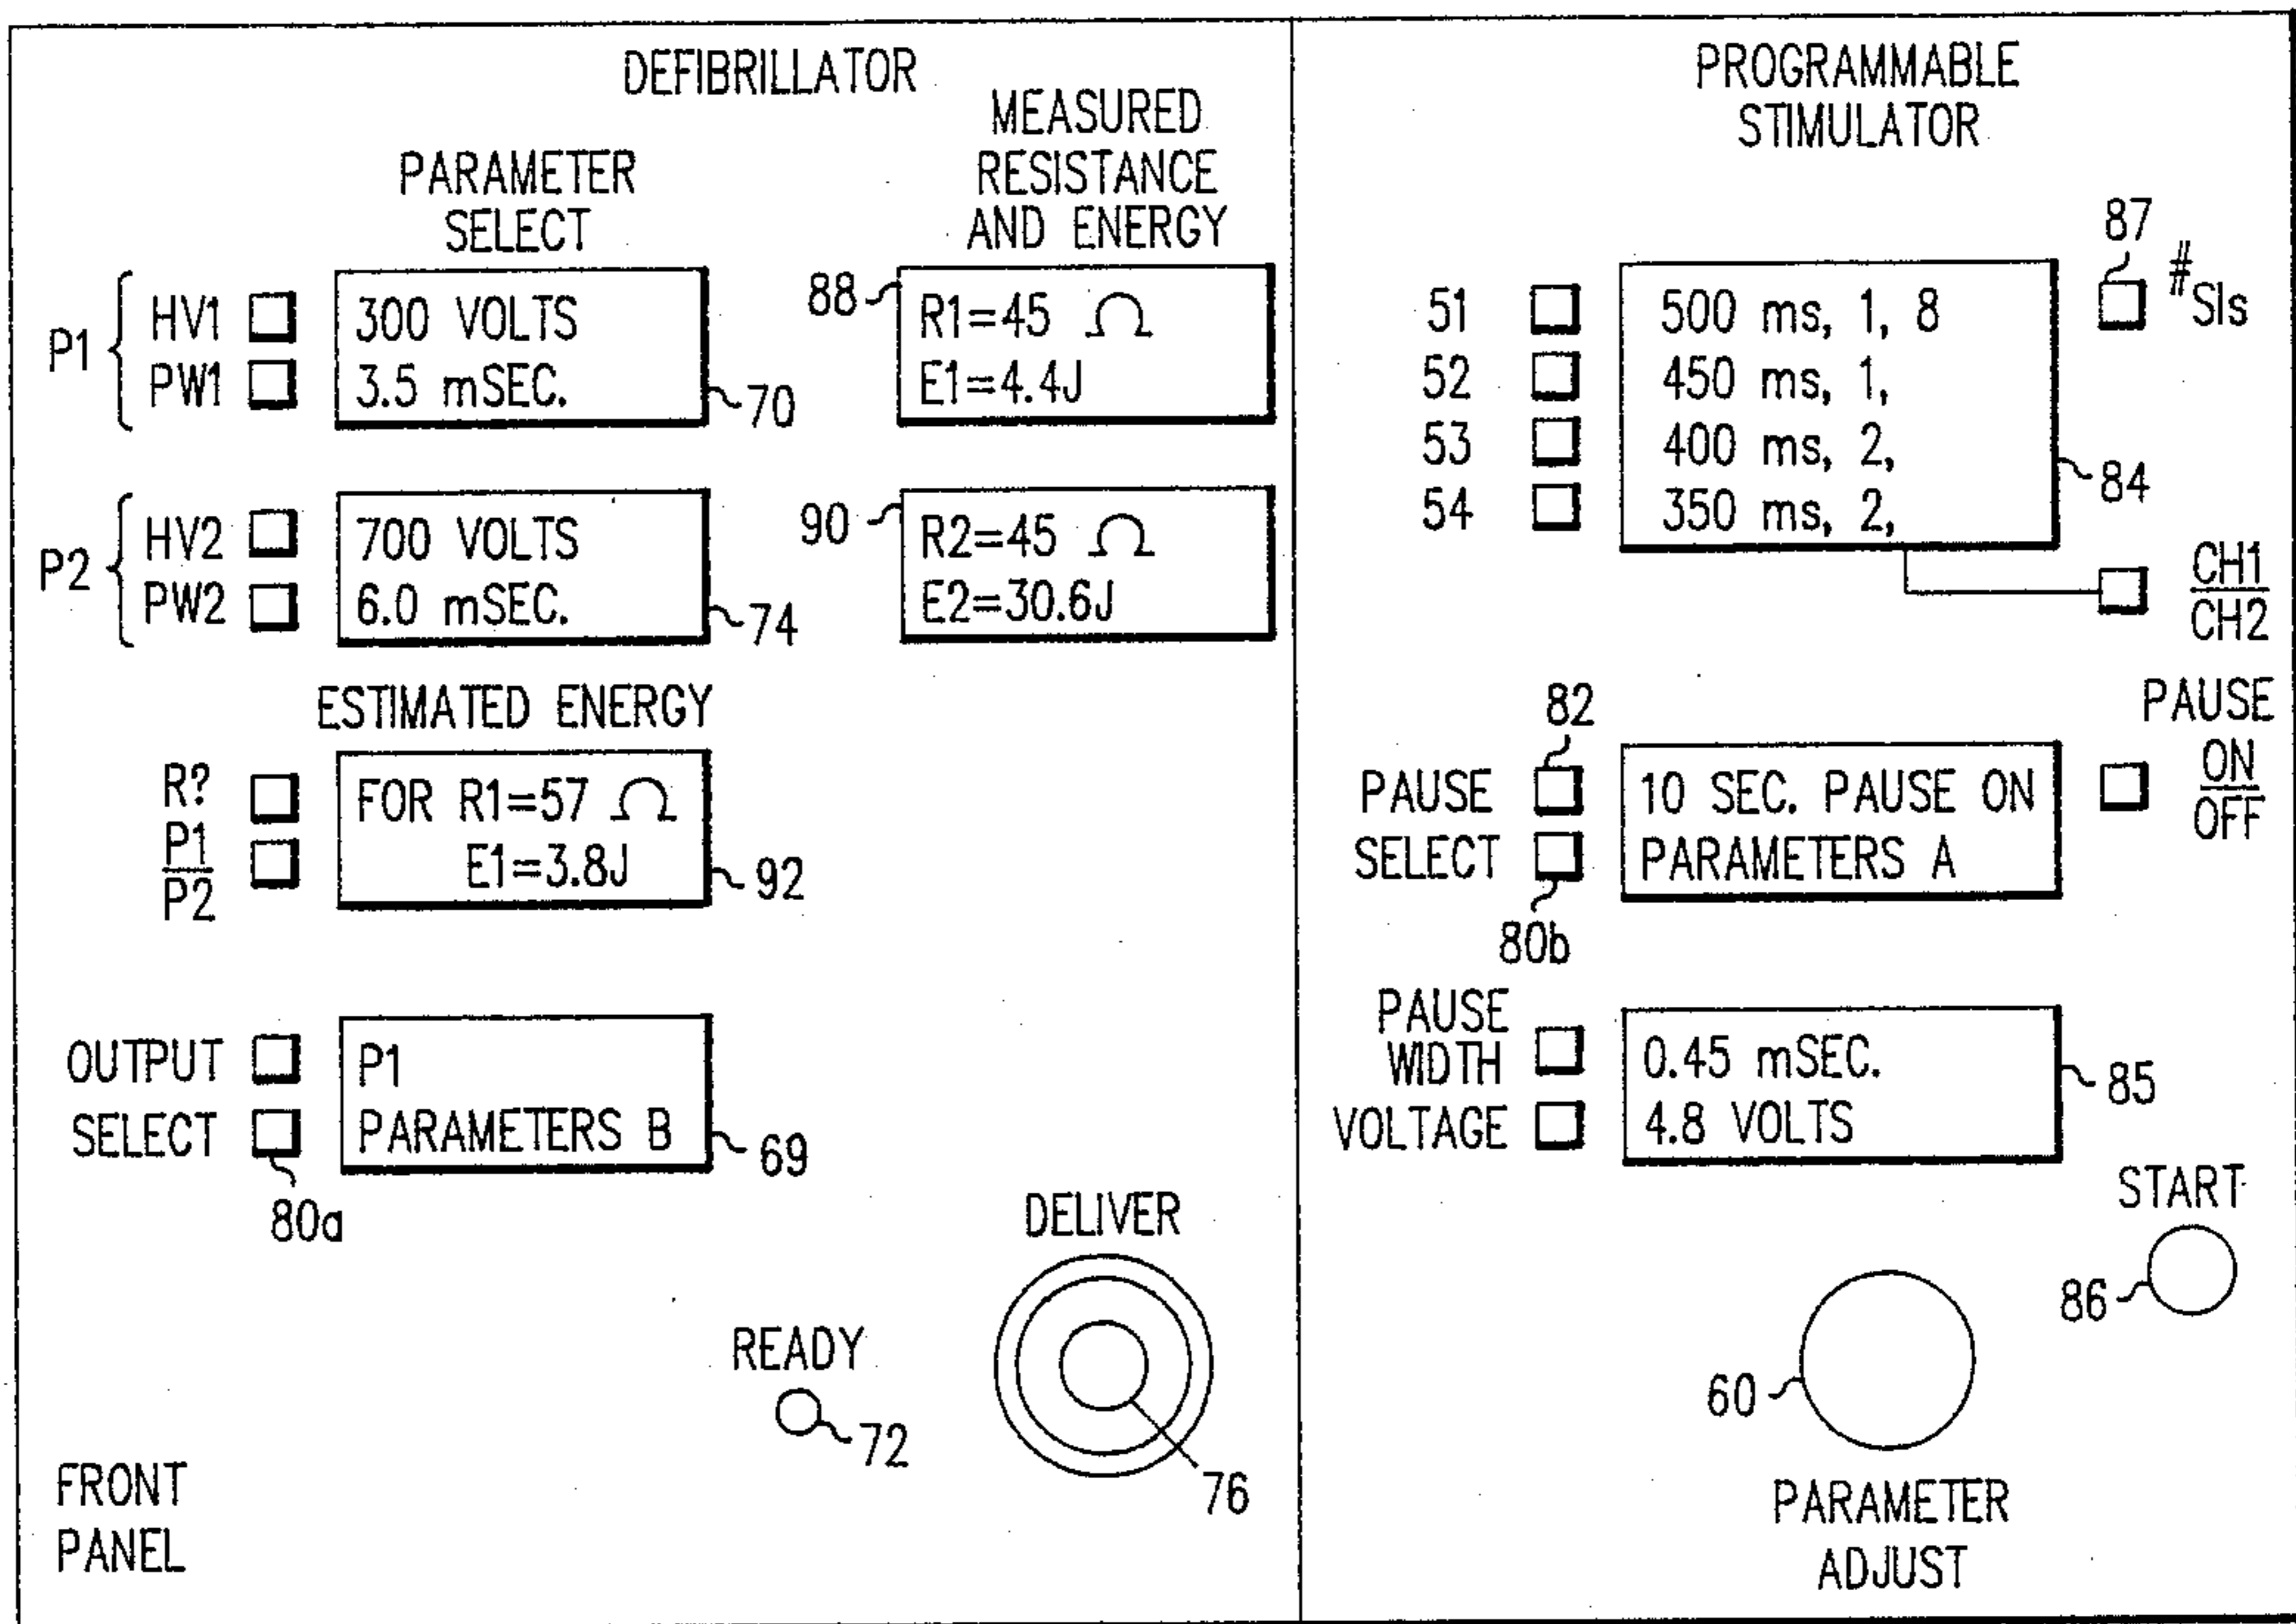 DEFIBRILLATOR
PARAMETER
SELECT
MEASURED
RESISTANCE
AND ENERGY
P1
HV1
PW1
300 VOLTS
3.5 mSEC.
70
88
R1=45 Ω
E1=4.4J
P2
HV2
PW2
700 VOLTS
6.0 mSEC.
74
90
R2=45 Ω
E2=30.6J
ESTIMATED ENERGY
R?
P1
P2
FOR R1=57 Ω
E1=3.8J
92
OUTPUT
SELECT
P1
PARAMETERS B
69
80a
DELIVER
READY
72
76
FRONT
PANEL
PROGRAMMABLE
STIMULATOR
51
52
53
54
500 ms, 1, 8
450 ms, 1,
400 ms, 2,
350 ms, 2,
87
#SIs
84
CH1
CH2
82
PAUSE
SELECT
10 SEC. PAUSE ON
PARAMETERS A
80b
PAUSE
ON
OFF
PAUSE
WIDTH
VOLTAGE
0.45 mSEC.
4.8 VOLTS
85
START
86
60
PARAMETER
ADJUST